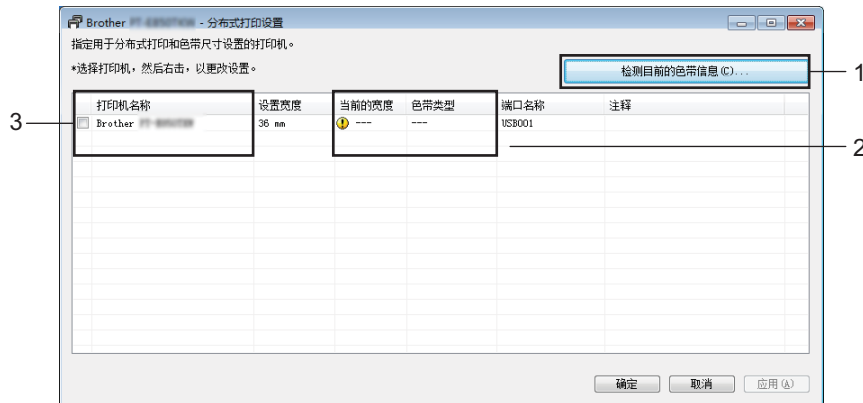 Brother - 分布式打印设置
指定用于分布式打印和色带尺寸设置的打印机。
*选择打印机，然后右击，以更改设置。
检测目前的色带信息(C)...
1
打印机名称 设置宽度 当前的宽度 色带类型 端口名称 注释
3
Brother 36 mm --- --- USB001
2
确定 取消 应用(A)